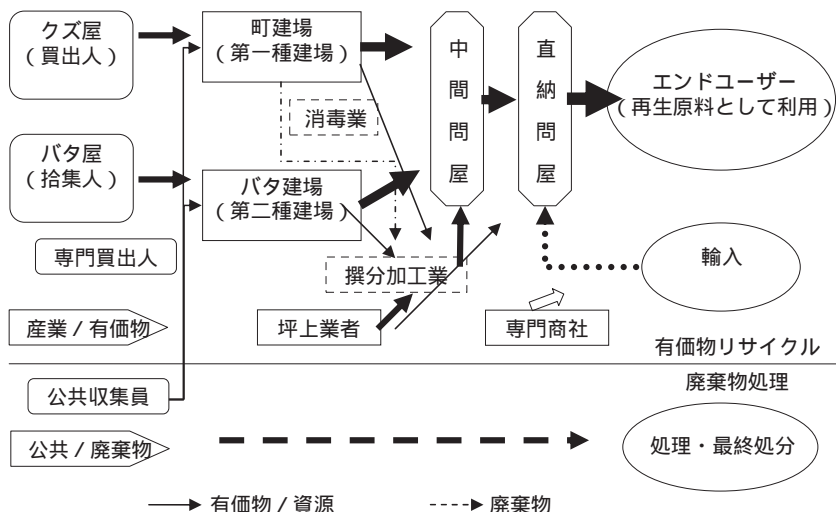 クズ屋
（買出人）
町建場
（第一種建場）
中間問屋
直納問屋
エンドユーザー
（再生原料として利用）
消毒業
バタ屋
（拾集人）
バタ建場
（第二種建場）
専門買出人
撰分加工業
輸入
産業 / 有価物
坪上業者
専門商社
有価物リサイクル
廃棄物処理
公共収集員
公共 / 廃棄物
処理・最終処分
有価物 / 資源
廃棄物